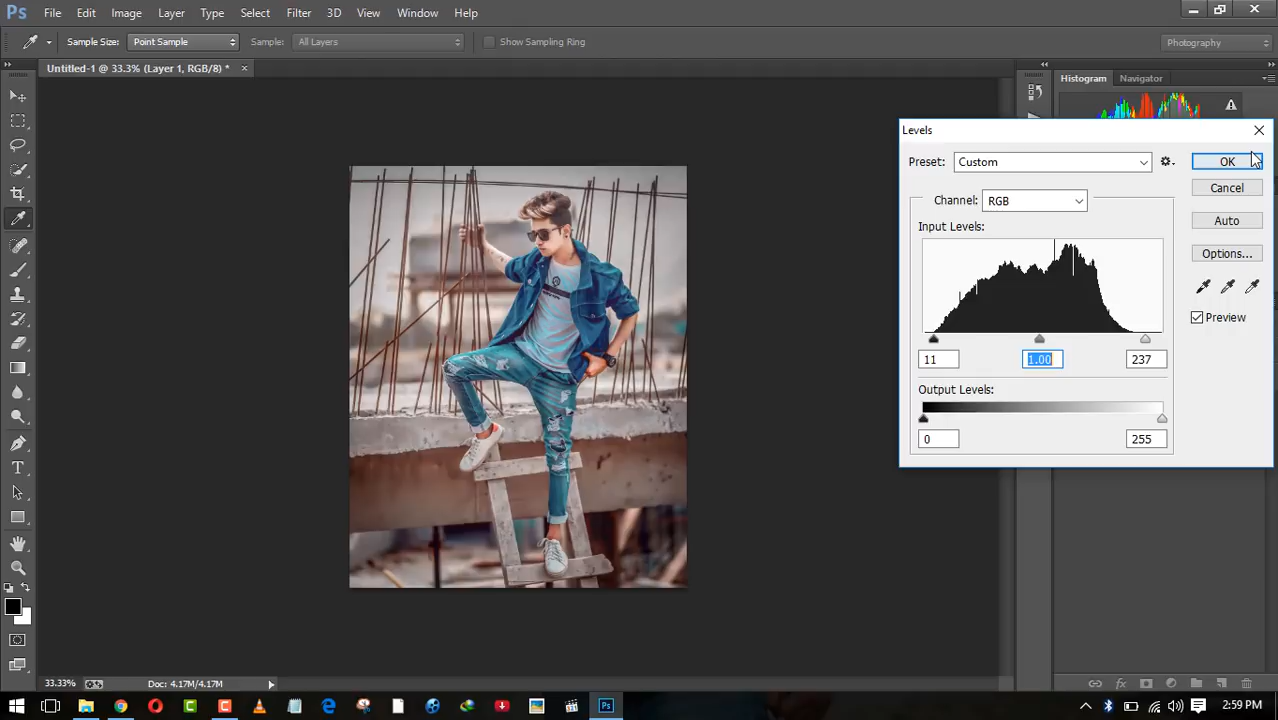 Ps File Edit Image Layer Type Select Filter 3D View Window Help
Sample Size: Point Sample Sample: All Layers Show Sampling Ring Photography
Untitled-1 @ 33.3% (Layer 1, RGB/8) * ×
Histogram Navigator
Levels
Preset: Custom OK
Cancel
Channel: RGB
Auto
Input Levels:
Options...
Preview
11 1.00 237
Output Levels:
0 255
T
33.33% Doc: 4.17M/4.17M
Ps 2:59 PM